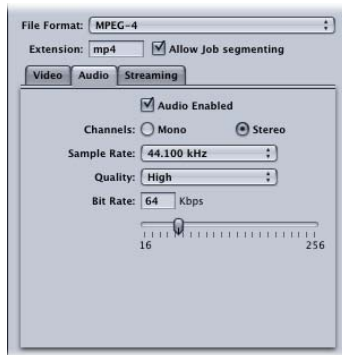 File Format: MPEG-4
Extension: mp4 Allow Job segmenting
Video Audio Streaming
Audio Enabled
Channels: Mono Stereo
Sample Rate: 44.100 kHz
Quality: High
Bit Rate: 64 Kbps
16 256